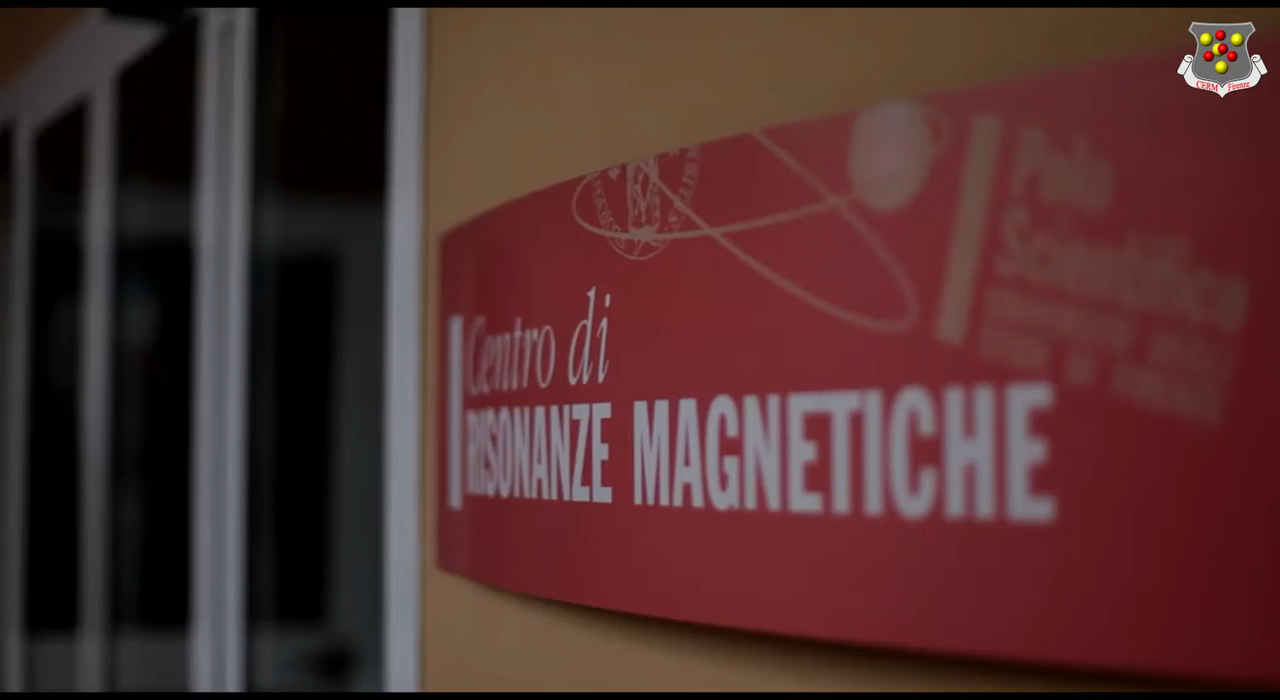 CERM Firenze
Polo
Scientifico
Centro di
RISONANZE MAGNETICHE